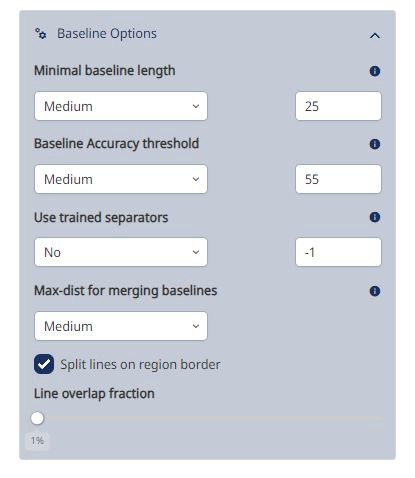 Baseline Options
Minimal baseline length
Medium 25
Baseline Accuracy threshold
Medium 55
Use trained separators
No -1
Max-dist for merging baselines
Medium
Split lines on region border
Line overlap fraction
1%